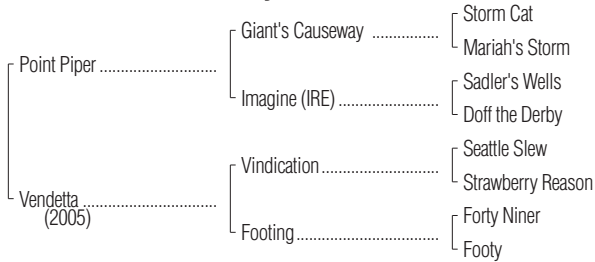 Storm Cat
Giant's Causeway ................
Mariah's Storm
Point Piper ............................
Sadler's Wells
Imagine (IRE) ........................
Doff the Derby
Seattle Slew
Vindication ............................
Strawberry Reason
Vendetta ................................
(2005)
Forty Niner
Footing ..................................
Footy